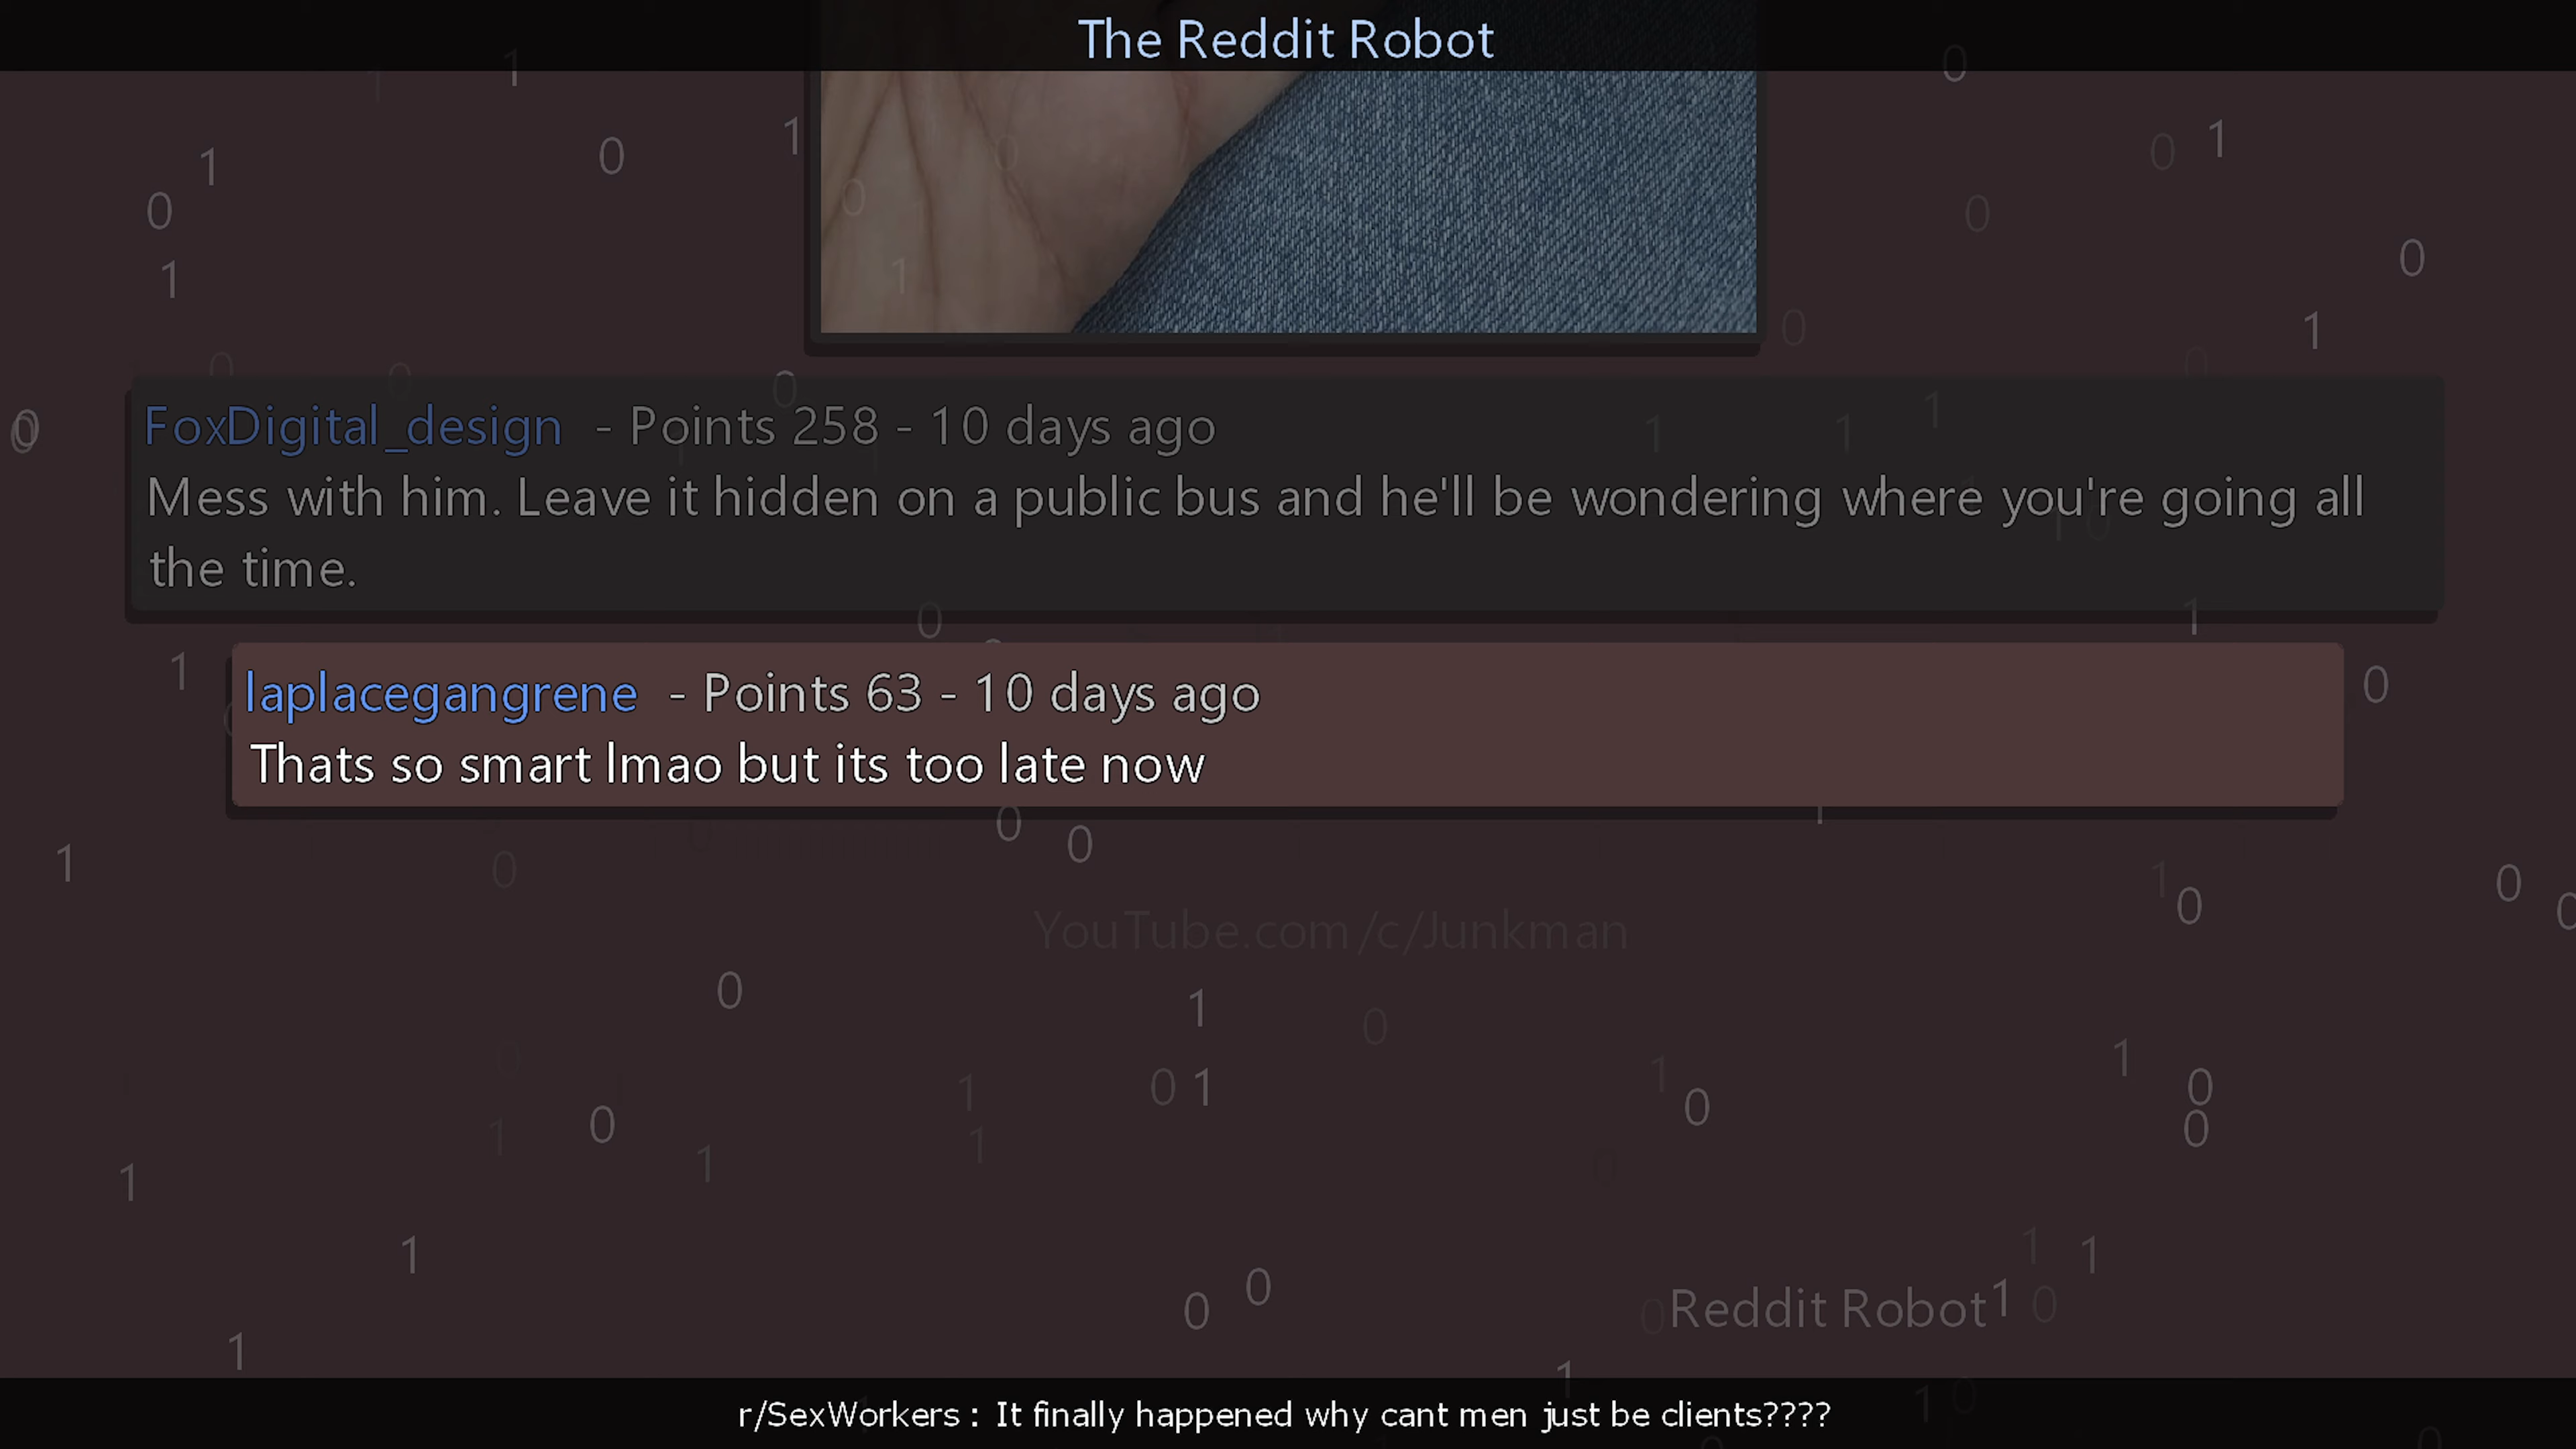 The Reddit Robot
FoxDigital_design - Points 258 - 10 days ago
Mess with him. Leave it hidden on a public bus and he'll be wondering where you're going all
the time.
laplacegangrene - Points 63 - 10 days ago
Thats so smart lmao but its too late now
YouTube.com/c/Junkman
Reddit Robot
r/SexWorkers : It finally happened why cant men just be clients????